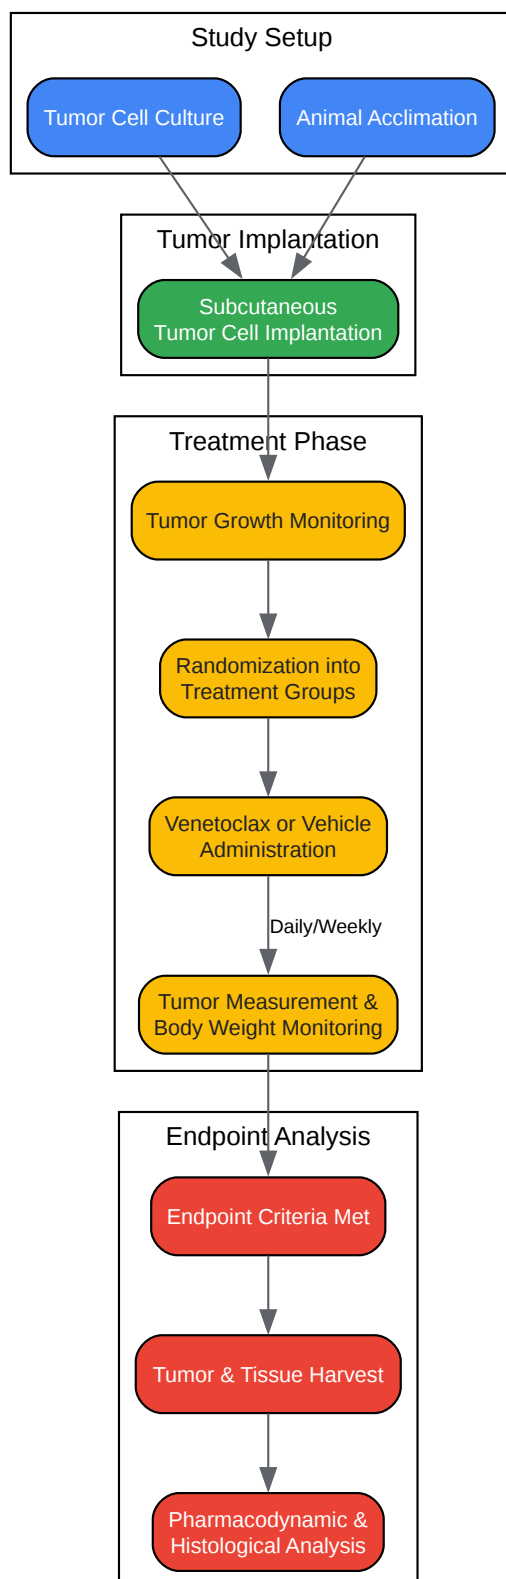 Study Setup
Tumor Cell Culture
Animal Acclimation
Tumor Implantation
Subcutaneous
Tumor Cell Implantation
Treatment Phase
Tumor Growth Monitoring
Randomization into
Treatment Groups
Venetoclax or Vehicle
Administration
Daily/Weekly
Tumor Measurement &
Body Weight Monitoring
Endpoint Analysis
Endpoint Criteria Met
Tumor & Tissue Harvest
Pharmacodynamic &
Histological Analysis